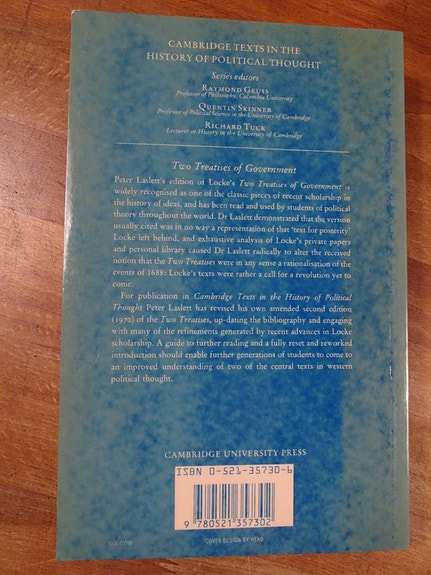 CAMBRIDGE TEXTS IN THE
HISTORY OF POLITICAL THOUGHT
Series editors
RAYMOND GEUSS
Professor of Philosophy, Columbia University
QUENTIN SKINNER
Professor of Political Science in the University of Cambridge
RICHARD TUCK
Lecturer in History in the University of Cambridge
Two Treatises of Government
Peter Laslett's edition of Locke's Two Treatises of Government is
widely recognised as one of the classic pieces of recent scholarship in
the history of ideas, and has been read and used by students of political
theory throughout the world. Dr Laslett demonstrated that the version
usually cited was in no way a representation of that 'text for posterity'
Locke left behind, and exhaustive analysis of Locke's private papers
and personal library caused Dr Laslett radically to alter the received
notion that the Two Treatises were in any sense a rationalisation of the
events of 1688: Locke's texts were rather a call for a revolution yet to
come.
For publication in Cambridge Texts in the History of Political
Thought Peter Laslett has revised his own amended second edition
(1970) of the Two Treatises, up-dating the bibliography and engaging
with many of the refinements generated by recent advances in Locke
scholarship. A guide to further reading and a fully reset and reworked
introduction should enable further generations of students to come to
an improved understanding of two of the central texts in western
political thought.
CAMBRIDGE UNIVERSITY PRESS
ISBN 0-521-35730-6
9 780521 357302
COVER DESIGN BY HEAD